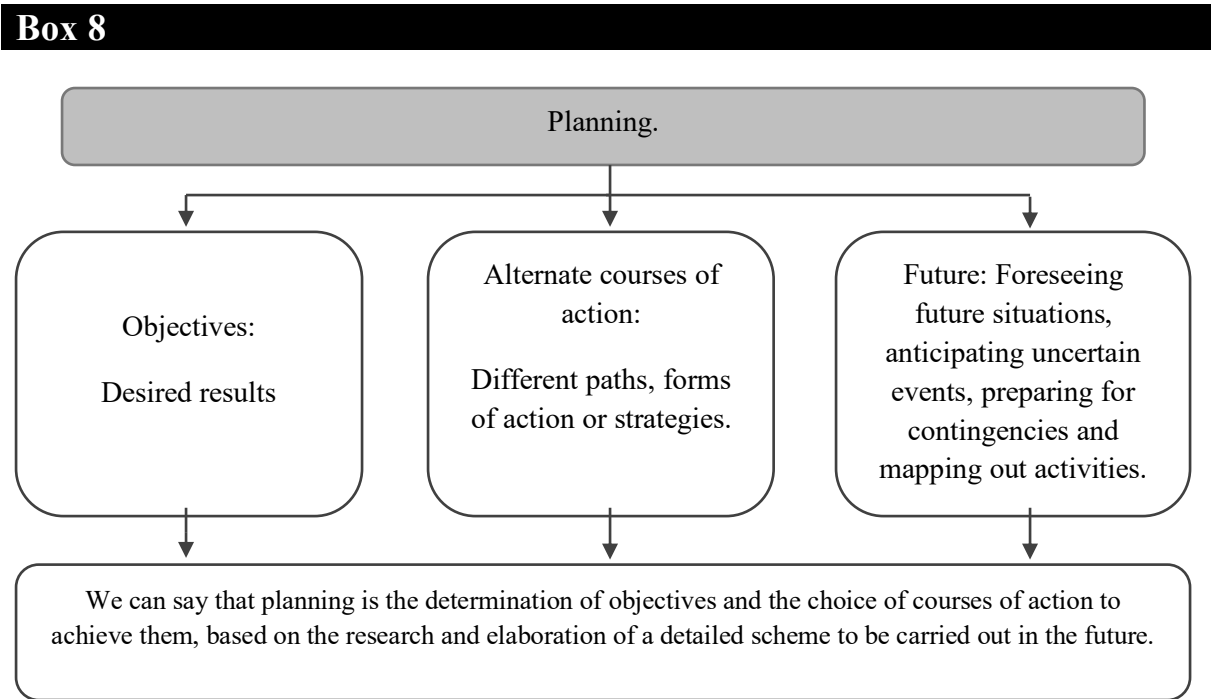 Box 8
Planning.
Objectives:
Desired results
Alternate courses of
action:
Different paths, forms
of action or strategies.
Future: Foreseeing
future situations,
anticipating uncertain
events, preparing for
contingencies and
mapping out activities.
We can say that planning is the determination of objectives and the choice of courses of action to
achieve them, based on the research and elaboration of a detailed scheme to be carried out in the future.